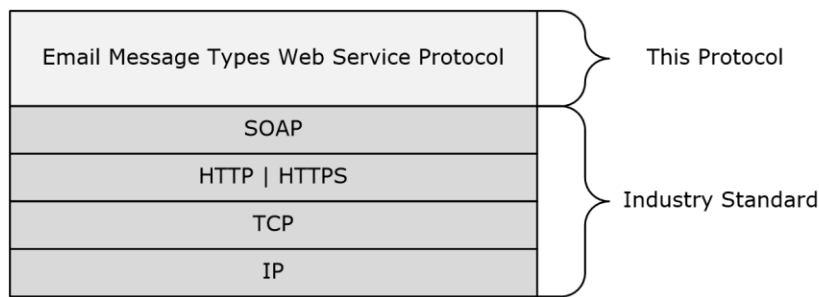 Email Message Types Web Service Protocol
This Protocol
SOAP
HTTP | HTTPS
TCP
IP
Industry Standard